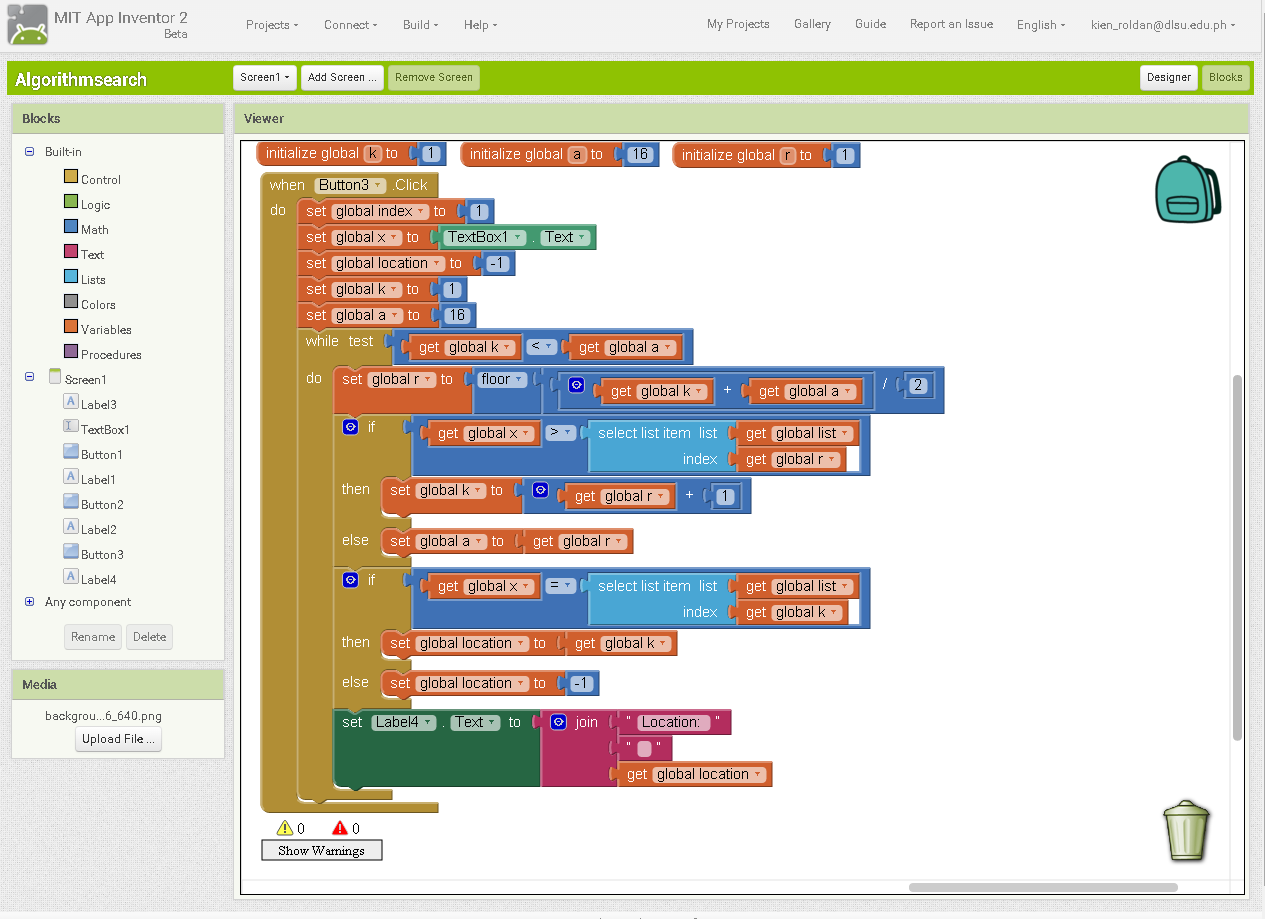 MIT App Inventor 2
Beta
Projects Connect Build Help My Projects Gallery Guide Report an Issue English kien_roldan@dlsu.edu.ph
Algorithmsearch Screen1 Add Screen ... Remove Screen Designer Blocks
Blocks
Built-in
Control
Logic
Math
Text
Lists
Colors
Variables
Procedures
Screen1
Label3
TextBox1
Button1
Label1
Button2
Label2
Button3
Label4
Any component
Rename Delete
Media
backgrou...6_640.png
Upload File ...
Viewer
initialize global k to 1 initialize global a to 16 initialize global r to 1
when Button3 .Click
do set global index to 1
set global x to TextBox1 . Text
set global location to -1
set global k to 1
set global a to 16
while test get global k < get global a
do set global r to floor get global k + get global a / 2
if get global x > select list item list get global list
index get global r
then set global k to get global r + 1
else set global a to get global r
if get global x = select list item list get global list
index get global k
then set global location to get global k
else set global location to -1
set Label4 . Text to join " Location: "
" "
get global location
0 0
Show Warnings